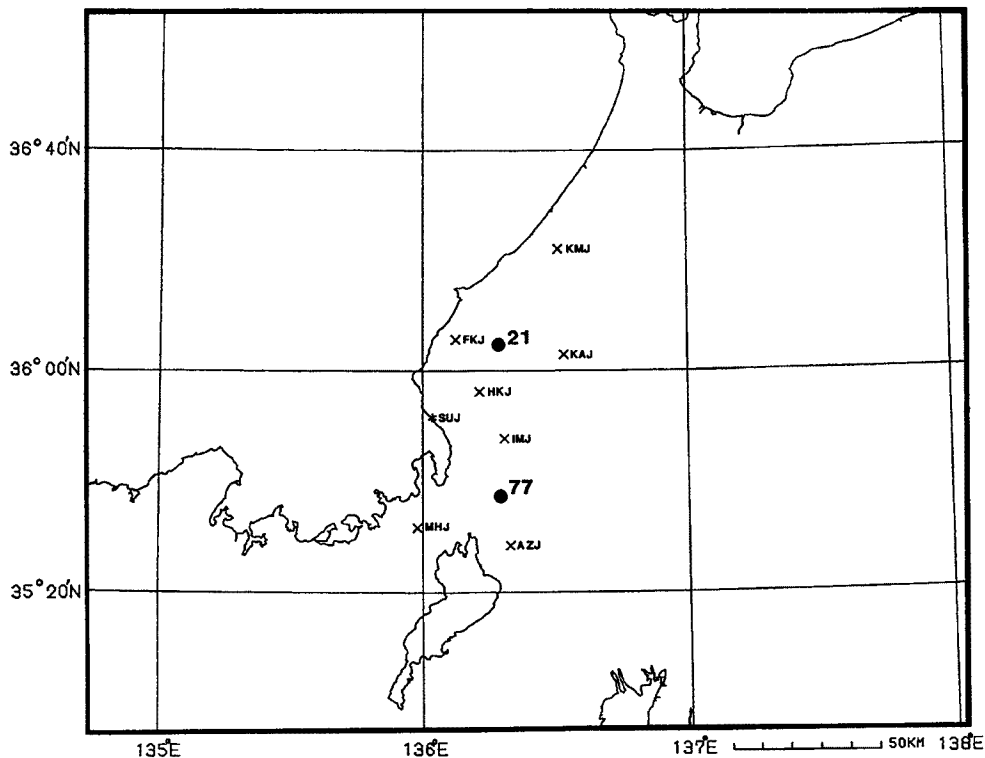 36°40'N
KMJ
FKJ
21
KAJ
36°00'N
HKJ
SUJ
IMJ
77
MHJ
AZJ
35°20'N
135°E
136°E
137°E
50KM
138°E